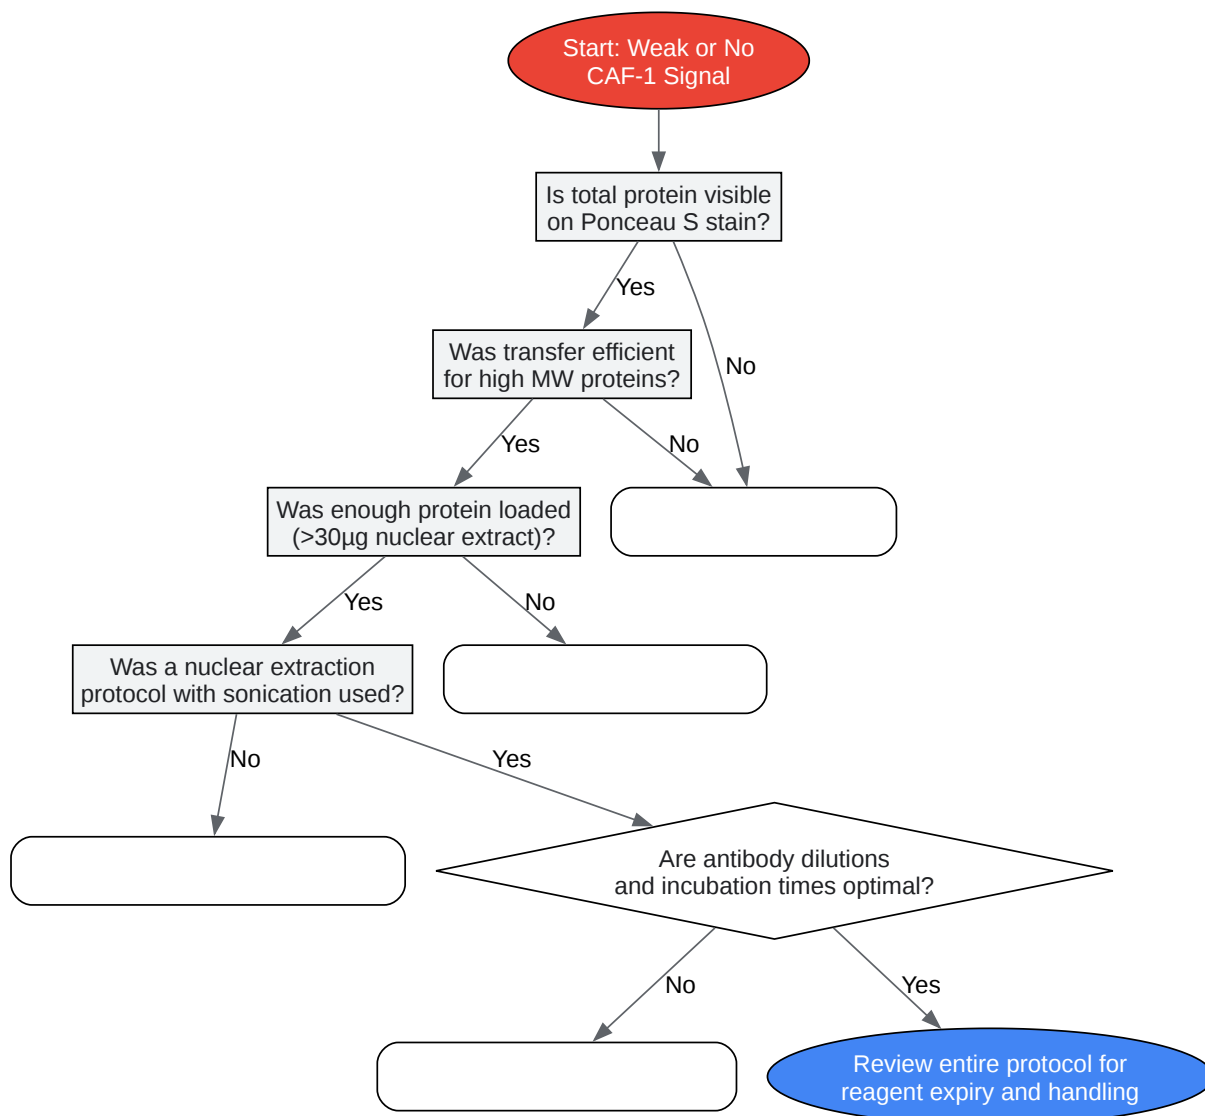 Start: Weak or No
CAF-1 Signal
Is total protein visible
on Ponceau S stain?
Yes
No
Was transfer efficient
for high MW proteins?
Yes
No
Was enough protein loaded
(>30µg nuclear extract)?
Yes
No
Was a nuclear extraction
protocol with sonication used?
No
Yes
Are antibody dilutions
and incubation times optimal?
No
Yes
Review entire protocol for
reagent expiry and handling